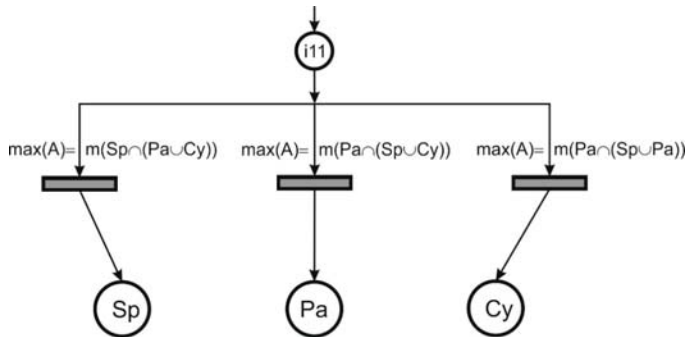 i11
max(A)= m(Sp∩(Pa∪Cy)) max(A)= m(Pa∩(Sp∪Cy)) max(A)= m(Pa∩(Sp∪Pa))
Sp Pa Cy